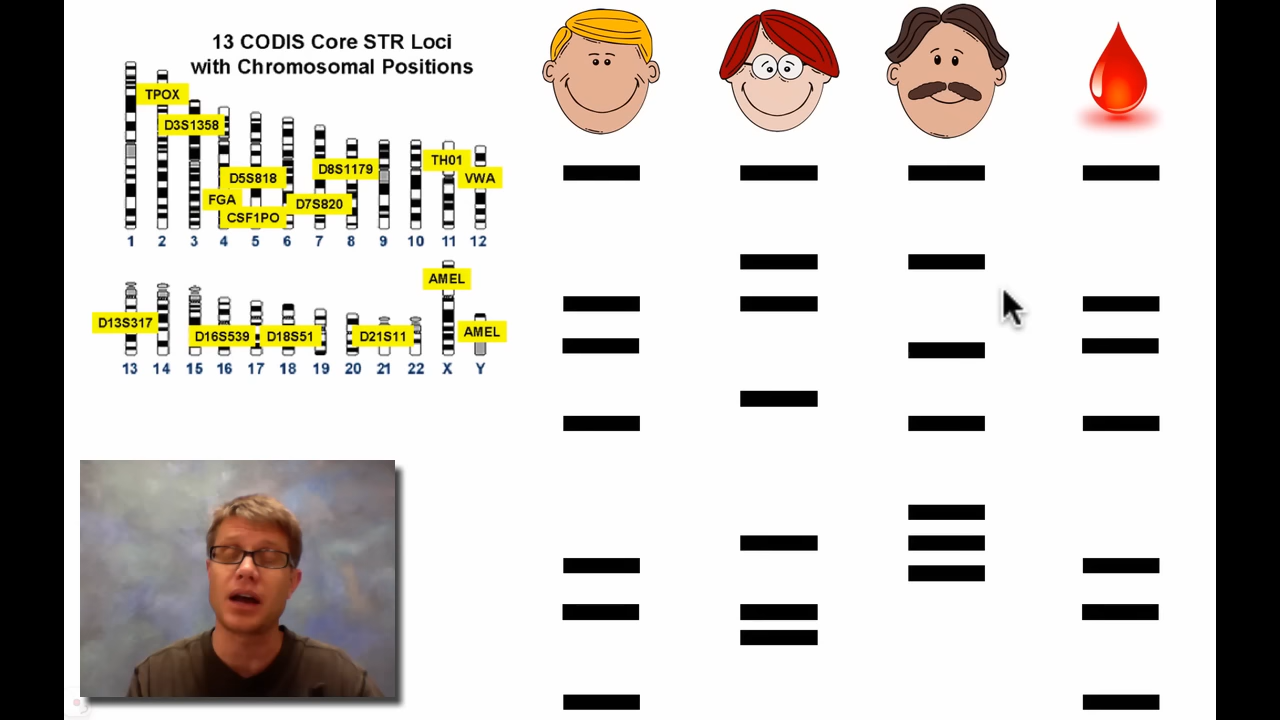 13 CODIS Core STR Loci
with Chromosomal Positions
TPOX
D3S1358
D5S818
FGA
CSF1PO
D8S1179
D7S820
TH01
VWA
1 2 3 4 5 6 7 8 9 10 11 12
AMEL
D13S317
D16S539
D18S51
D21S11
AMEL
13 14 15 16 17 18 19 20 21 22 X Y